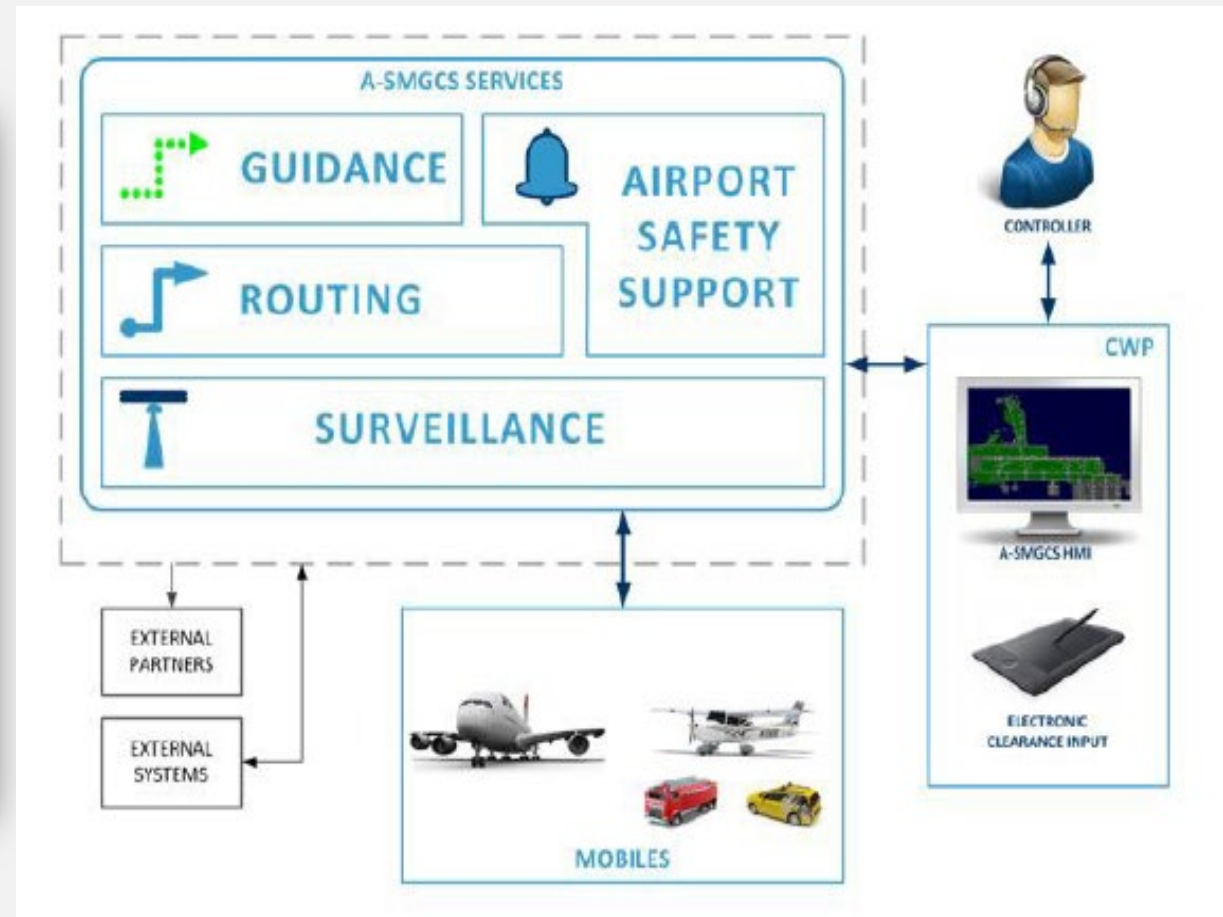 A-SMGCS SERVICES
GUIDANCE
AIRPORT
SAFETY
SUPPORT
ROUTING
SURVEILLANCE
CONTROLLER
CWP
A-SMGCS HMI
ELECTRONIC
CLEARANCE INPUT
EXTERNAL
PARTNERS
EXTERNAL
SYSTEMS
MOBILES